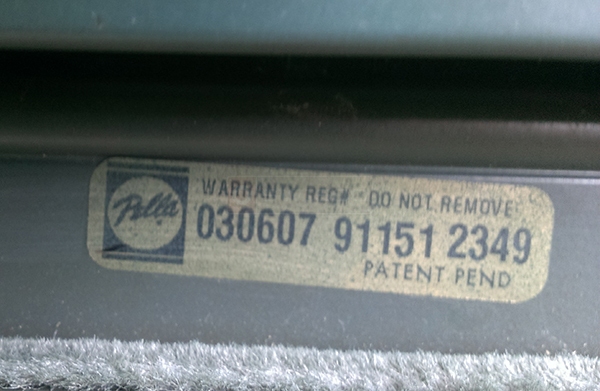 Pella
WARRANTY REG# DO NOT REMOVE
030607 91151 2349
PATENT PEND